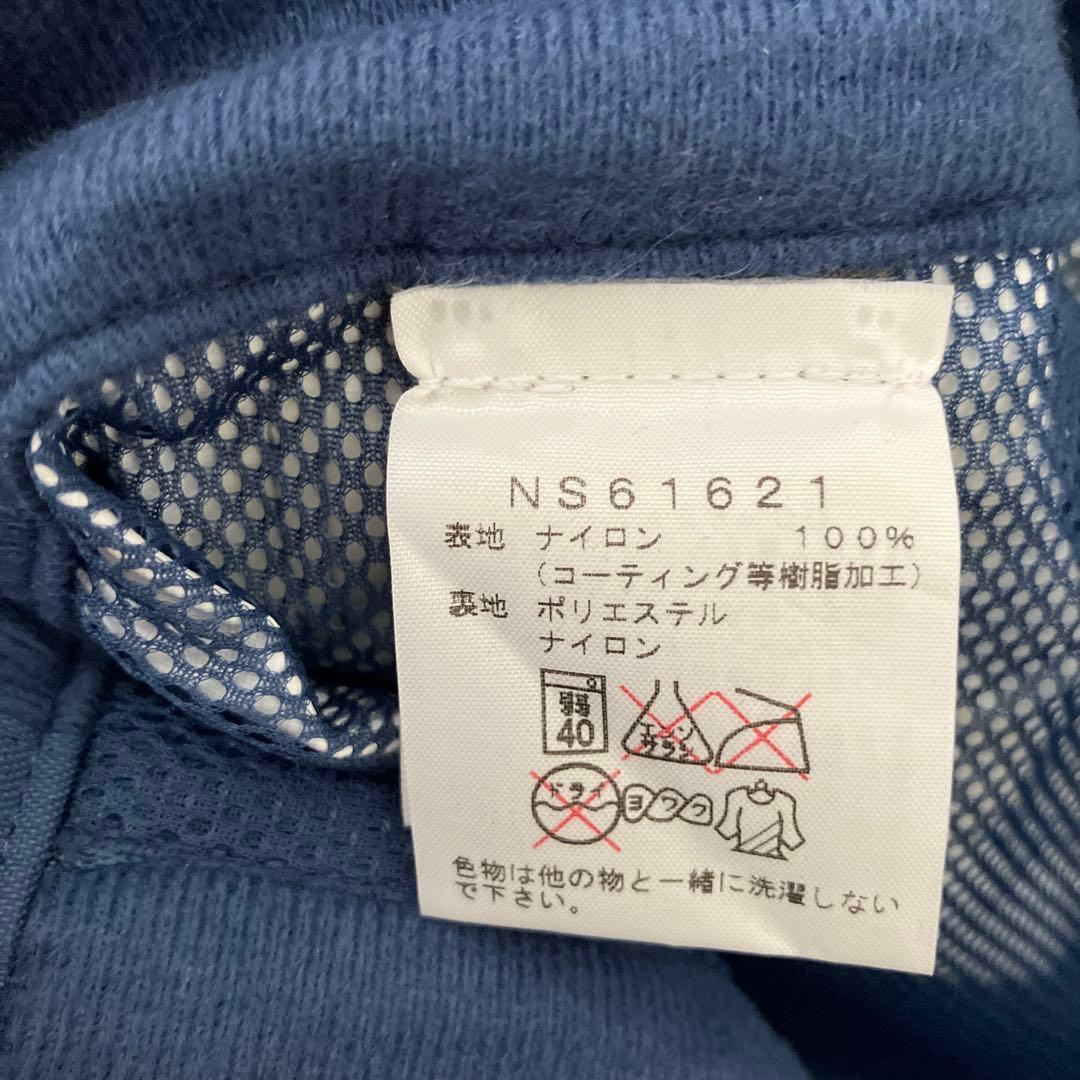 NS61621
表地 ナイロン 100%
(コーティング等樹脂加工)
裏地 ポリエステル
ナイロン
弱
40
エンソ
サラシ
ドライ
ヨワク
色物は他の物と一緒に洗濯しない
で下さい。